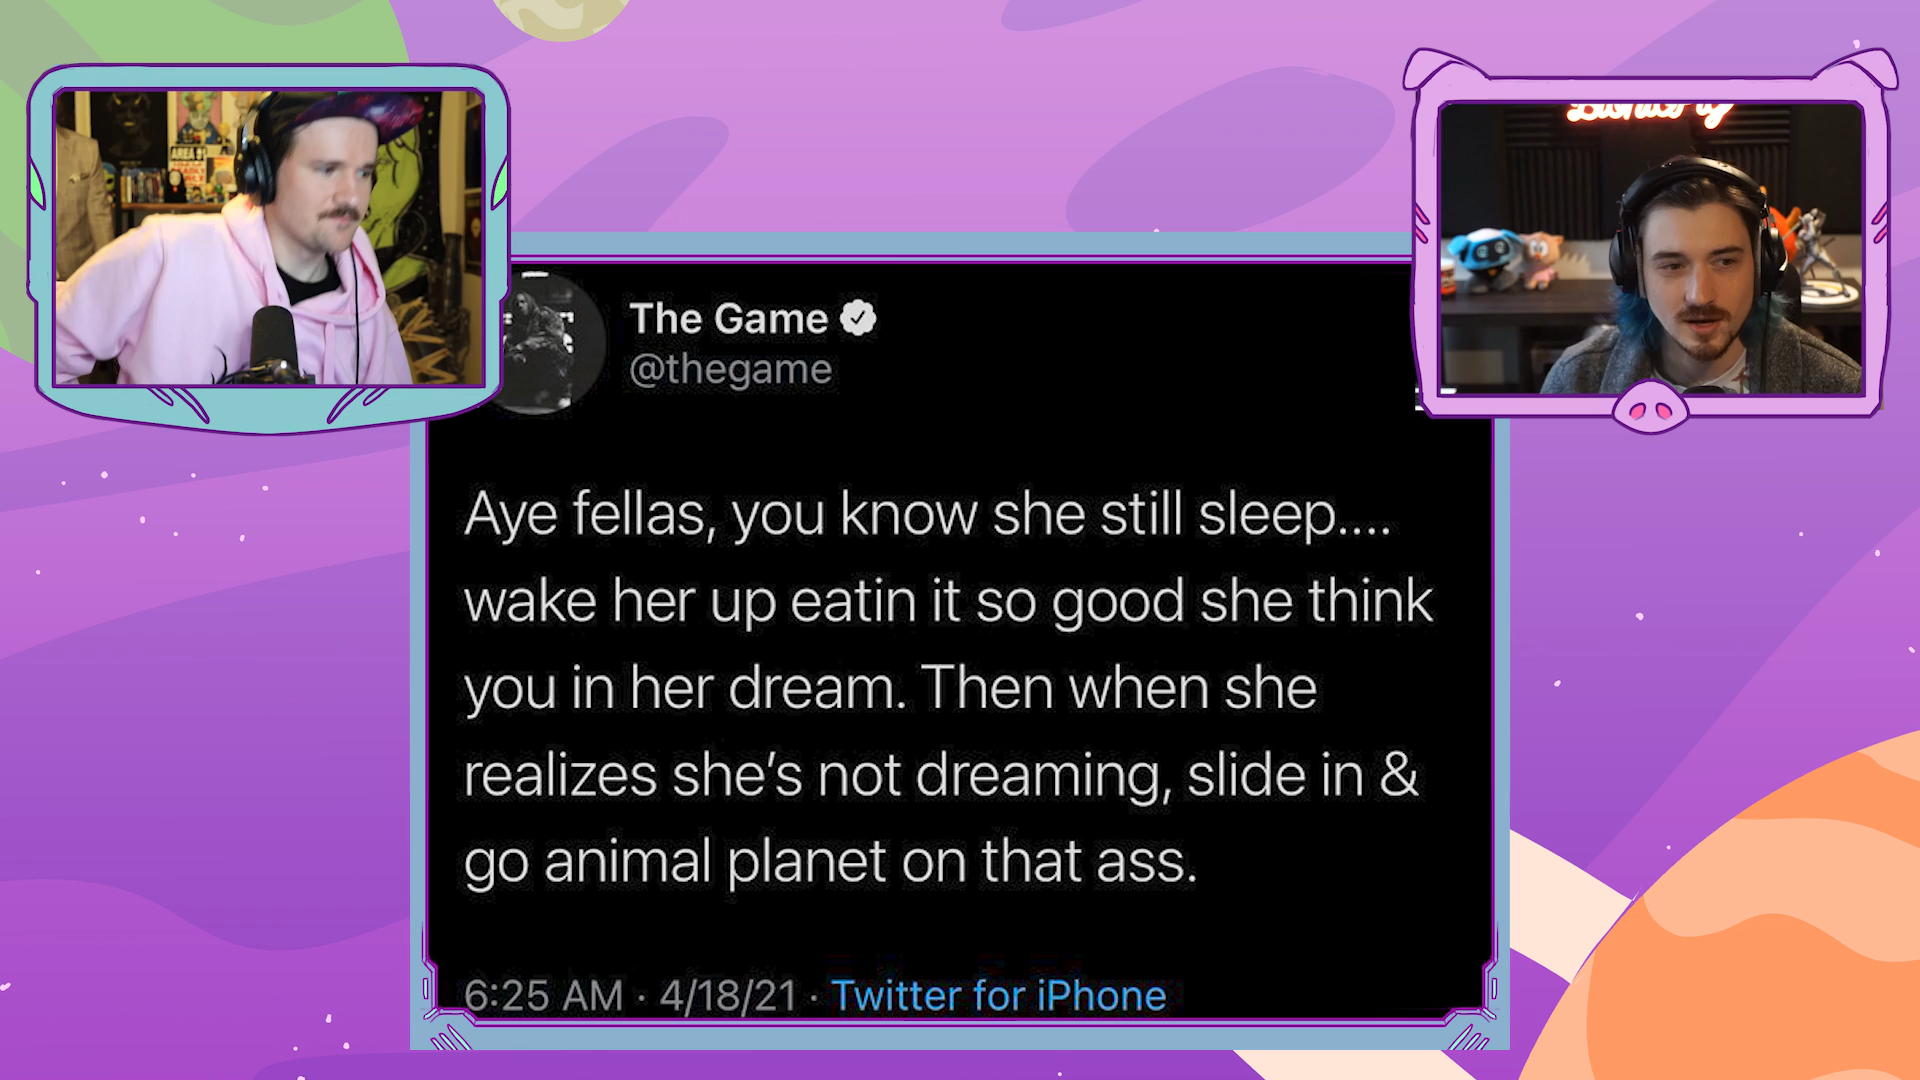 AREA 51
The Game
@thegame
Aye fellas, you know she still sleep....
wake her up eatin it so good she think
you in her dream. Then when she
realizes she's not dreaming, slide in &
go animal planet on that ass.
6:25 AM · 4/18/21 · Twitter for iPhone